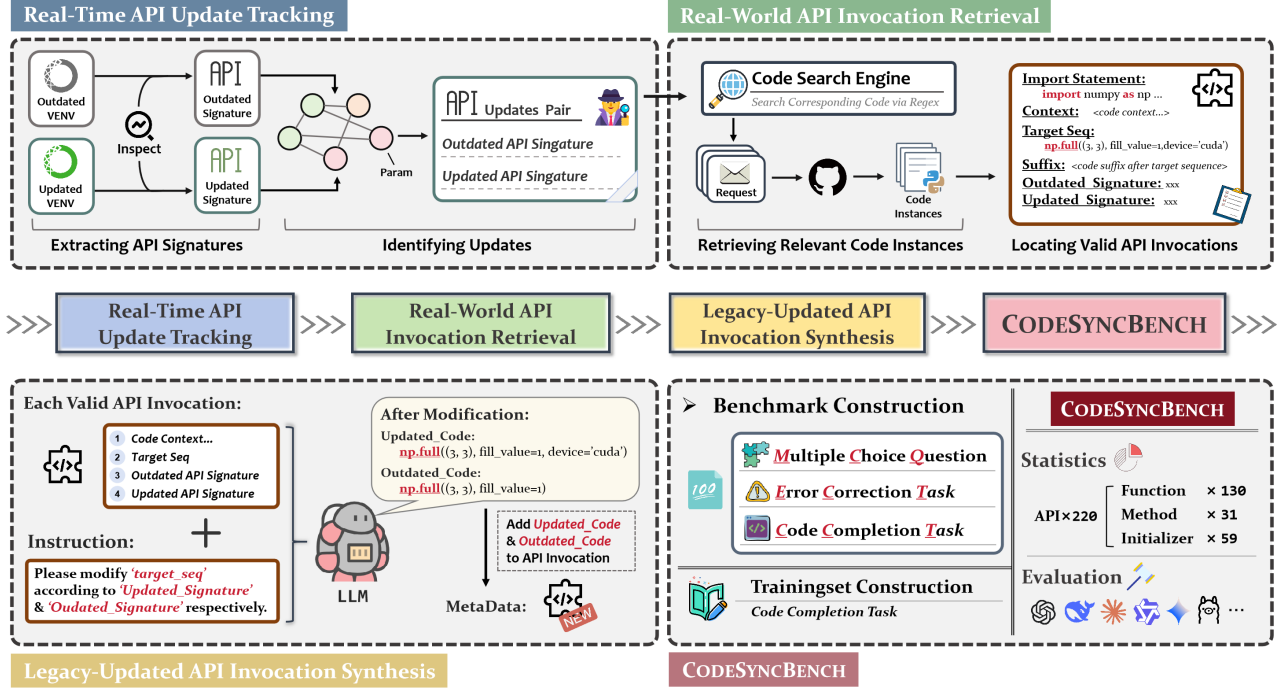 Real-Time API Update Tracking
Outdated
VENV
Updated
VENV
Inspect
API
Outdated
Signature
API
Updated
Signature
Param
API Updates Pair
Outdated API Singature
Updated API Singature
Extracting API Signatures
Identifying Updates
Real-World API Invocation Retrieval
Code Search Engine
Search Corresponding Code via Regex
Request
Code
Instances
Import Statement:
import numpy as np ...
Context: <code context...>
Target Seq:
np.full((3, 3), fill_value=1,device='cuda')
Suffix: <code suffix after target sequence>
Outdated Signature: xxx
Updated Signature: xxx
Retrieving Relevant Code Instances
Locating Valid API Invocations
Real-Time API
Update Tracking
Real-World API
Invocation Retrieval
Legacy-Updated API
Invocation Synthesis
CODESYNCBENCH
Each Valid API Invocation:
</>
1 Code Context...
2 Target Seq
3 Outdated API Signature
4 Updated API Signature
+
Instruction:
Please modify 'target_seq'
according to 'Updated_Signature'
& 'Oudated_Signature' respectively.
LLM
After Modification:
Updated_Code:
np.full((3, 3), fill_value=1, device='cuda')
Outdated_Code:
np.full((3, 3), fill_value=1)
Add Updated_Code
& Outdated_Code
to API Invocation
MetaData:
</>
NEW
Legacy-Updated API Invocation Synthesis
➤ Benchmark Construction
100
Multiple Choice Question
Error Correction Task
Code Completion Task
Trainingset Construction
Code Completion Task
CODESYNCBENCH
Statistics
API×220
Function × 130
Method × 31
Initializer × 59
Evaluation
...
CODESYNCBENCH